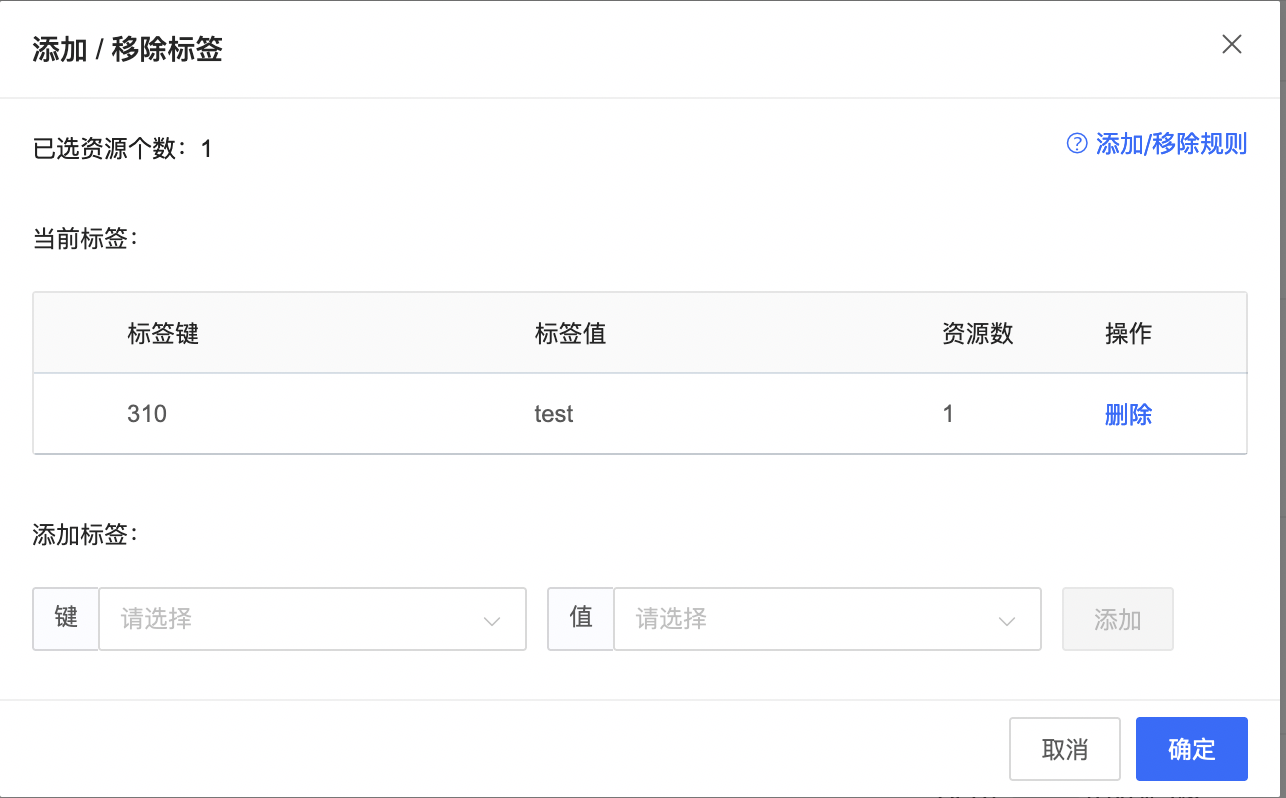 添加 / 移除标签
已选资源个数：1
添加/移除规则
当前标签：
标签键 标签值 资源数 操作
310 test 1 删除
添加标签：
键 请选择 值 请选择 添加
取消 确定